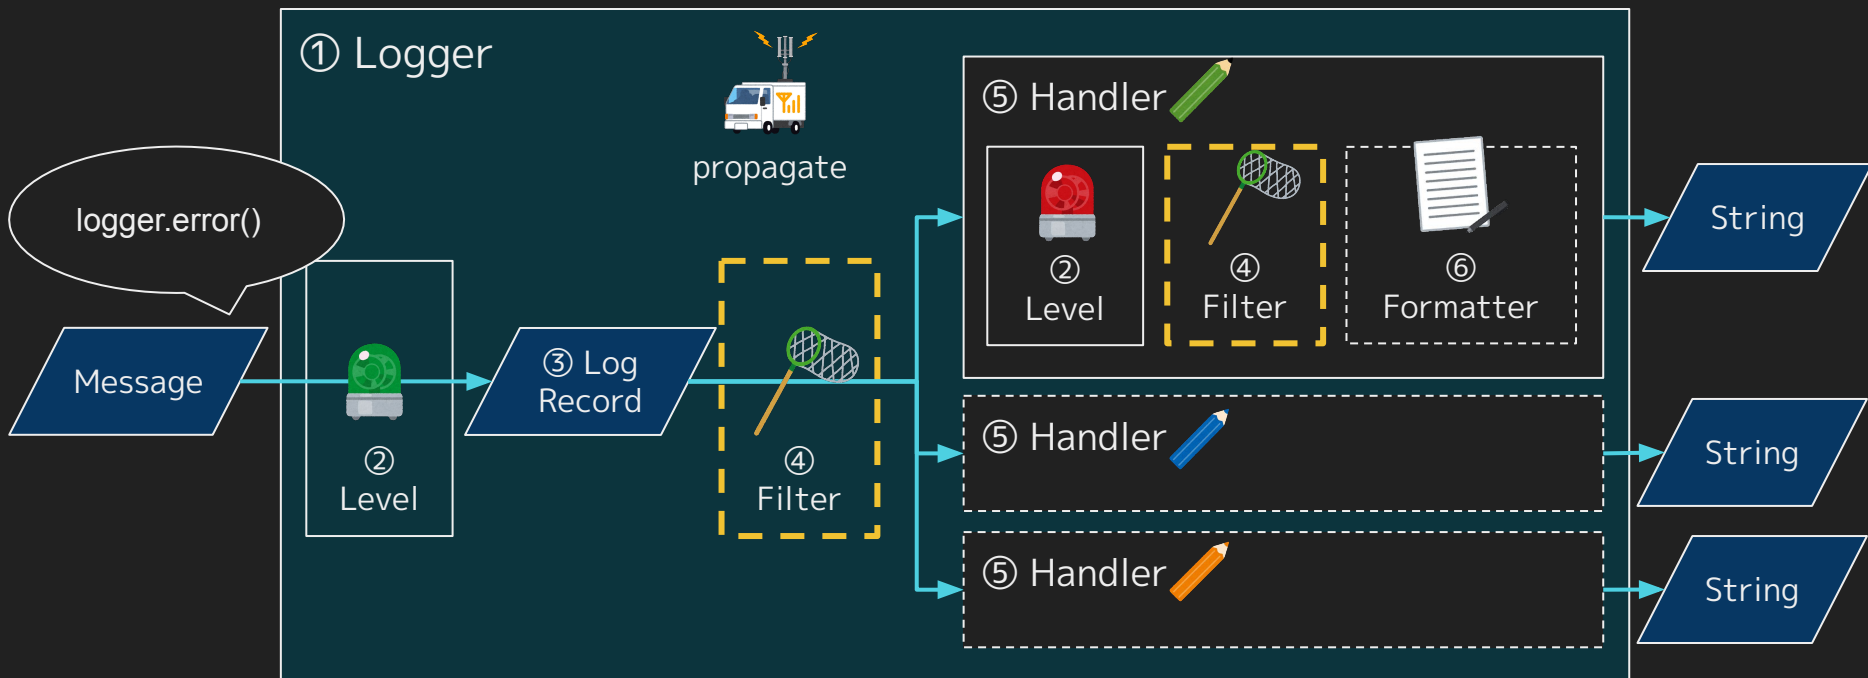 ① Logger
propagate
logger.error()
Message
②
Level
③ Log
Record
④
Filter
⑤ Handler
②
Level
④
Filter
⑥
Formatter
String
⑤ Handler
String
⑤ Handler
String